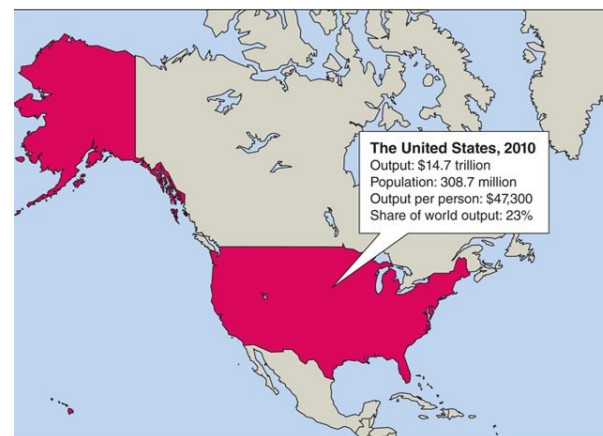 The United States, 2010
Output: $14.7 trillion
Population: 308.7 million
Output per person: $47,300
Share of world output: 23%